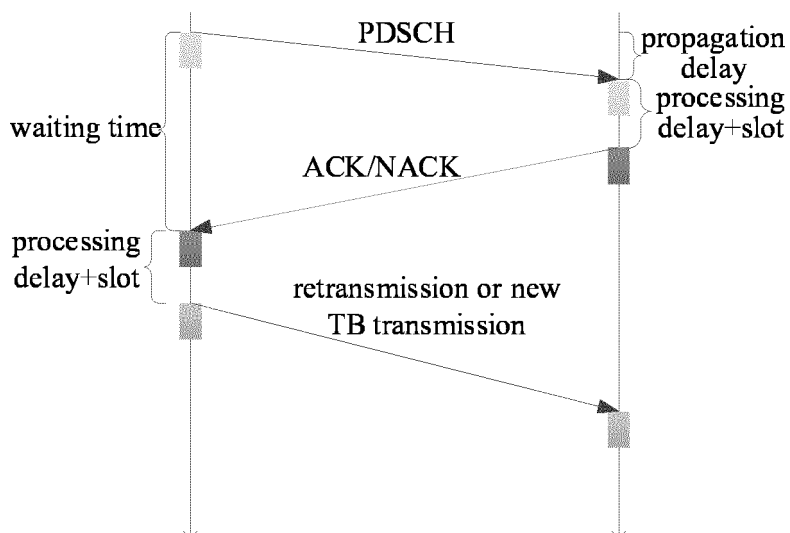 PDSCH
propagation
delay
waiting time
processing
delay+slot
ACK/NACK
processing
delay+slot
retransmission or new
TB transmission